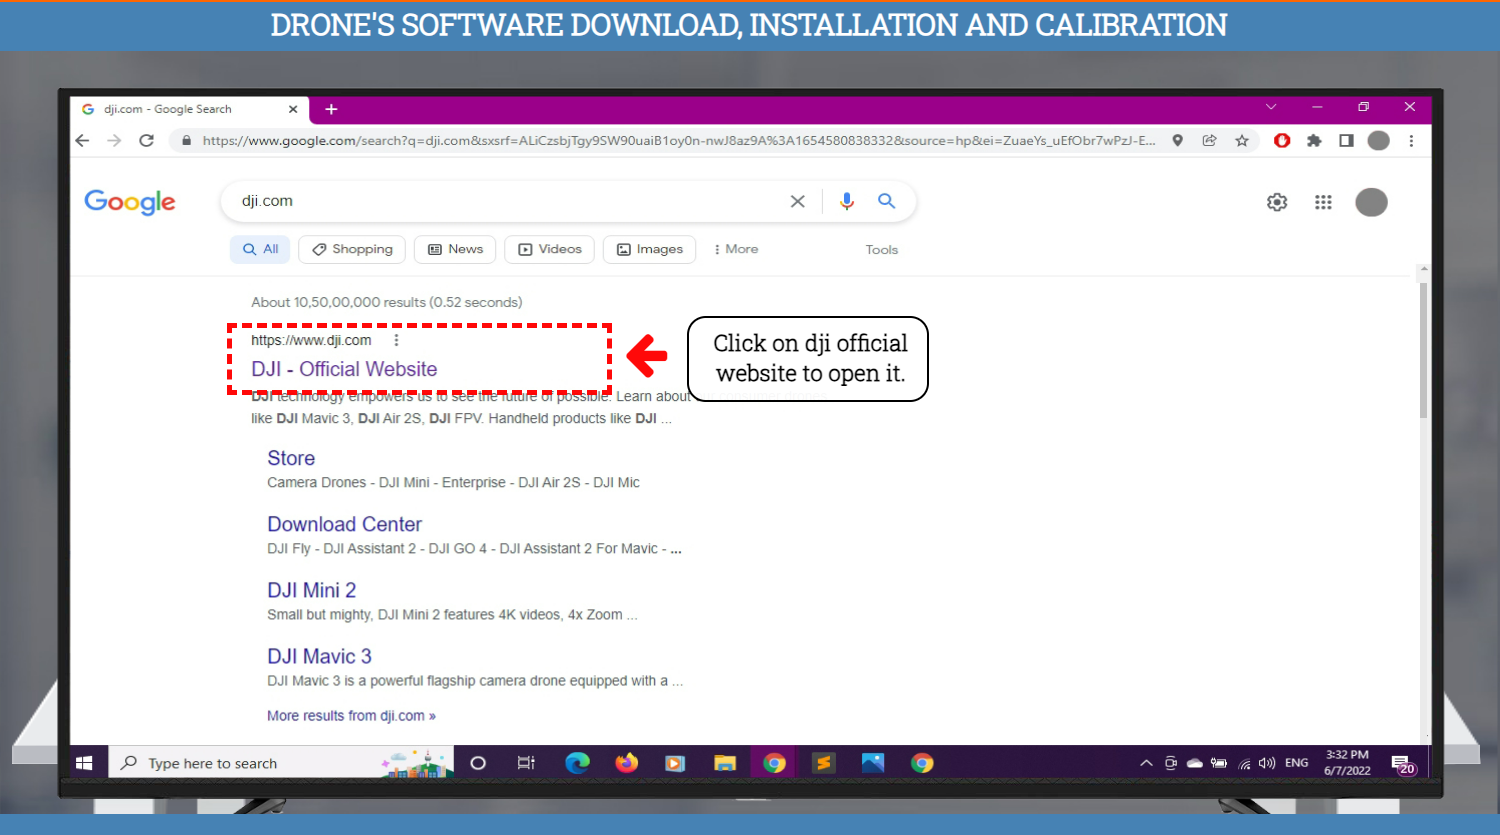 DRONE'S SOFTWARE DOWNLOAD, INSTALLATION AND CALIBRATION
dji.com - Google Search
https://www.google.com/search?q=dji.com&sxsrf=ALiCzsbjTgy9SW90uaiB1oy0n-nwJ8az9A%3A1654580838332&source=hp&ei=ZuaeYs_uEfObr7wPzJ-E...
Google
dji.com
All Shopping News Videos Images More Tools
About 10,50,00,000 results (0.52 seconds)
https://www.dji.com
DJI - Official Website
Click on dji official
website to open it.
DJI technology empowers us to see the future of possible. Learn about
like DJI Mavic 3, DJI Air 2S, DJI FPV. Handheld products like DJI ...
Store
Camera Drones - DJI Mini - Enterprise - DJI Air 2S - DJI Mic
Download Center
DJI Fly - DJI Assistant 2 - DJI GO 4 - DJI Assistant 2 For Mavic - ...
DJI Mini 2
Small but mighty, DJI Mini 2 features 4K videos, 4x Zoom ...
DJI Mavic 3
DJI Mavic 3 is a powerful flagship camera drone equipped with a ...
More results from dji.com »
Type here to search
ENG
3:32 PM
6/7/2022
20